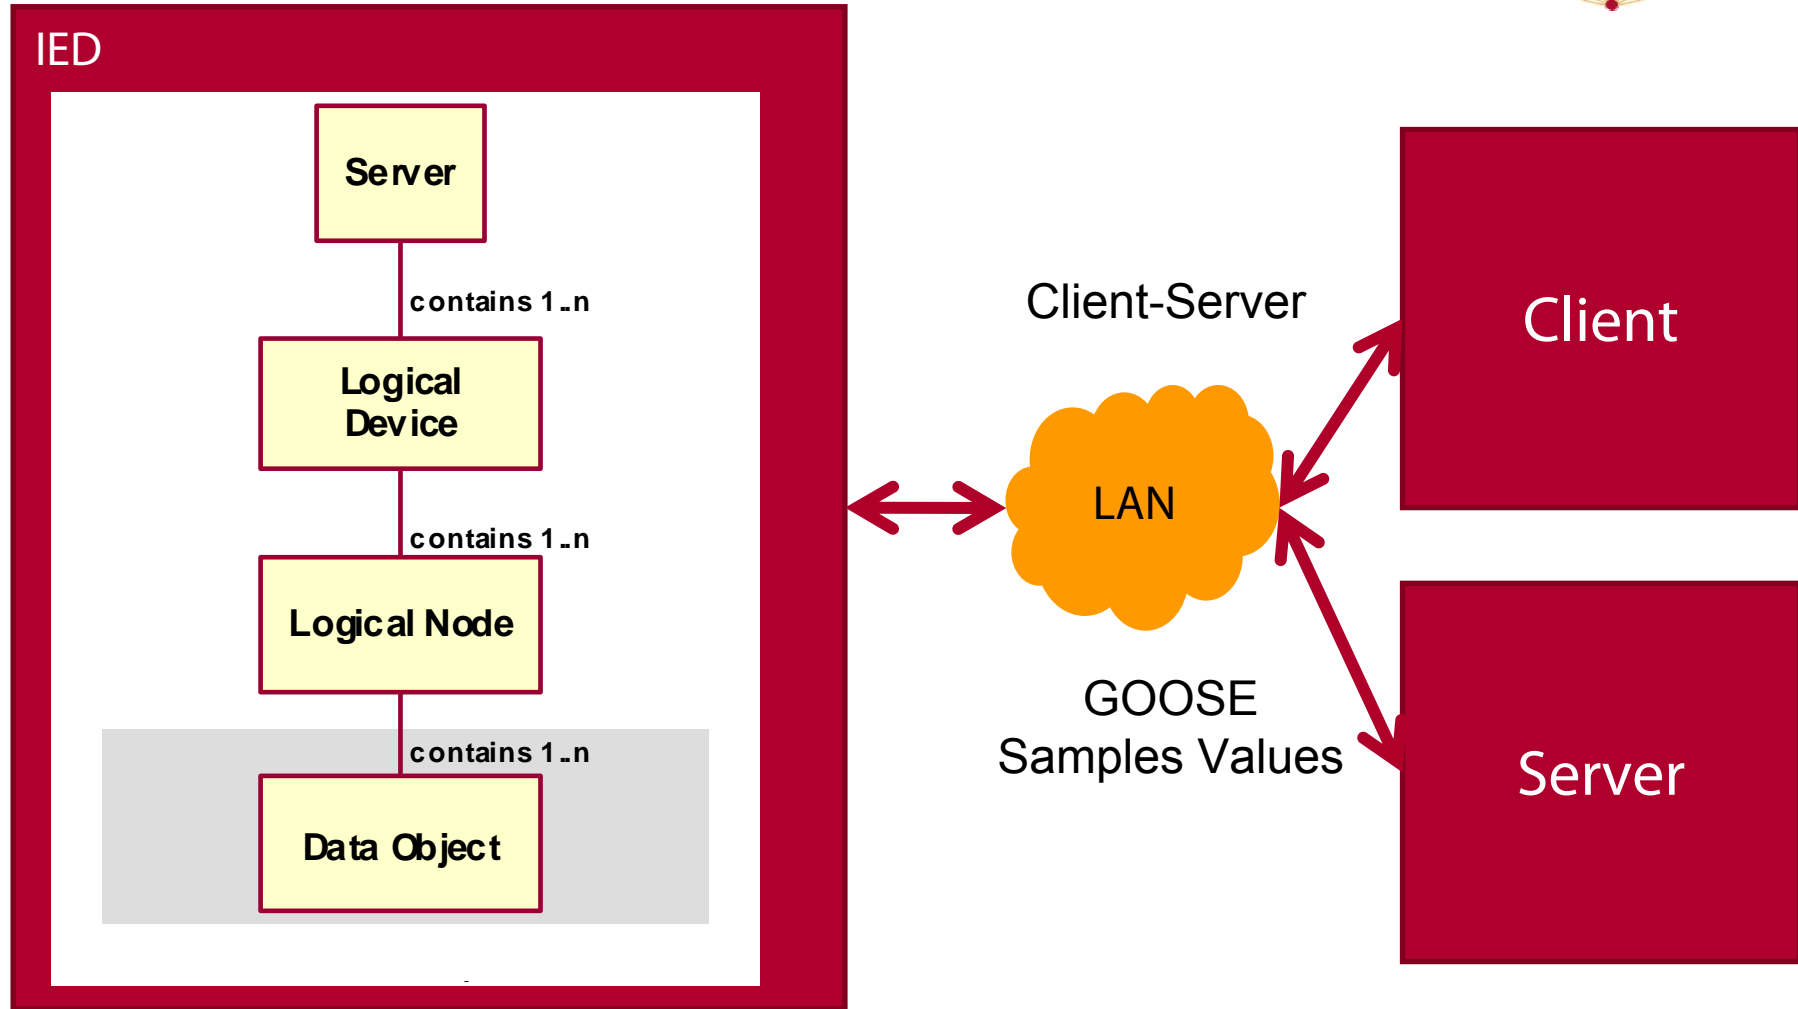 IED
Server
contains 1..n
Logical
Device
contains 1..n
Logical Node
contains 1..n
Data Object
Client-Server
LAN
GOOSE
Samples Values
Client
Server